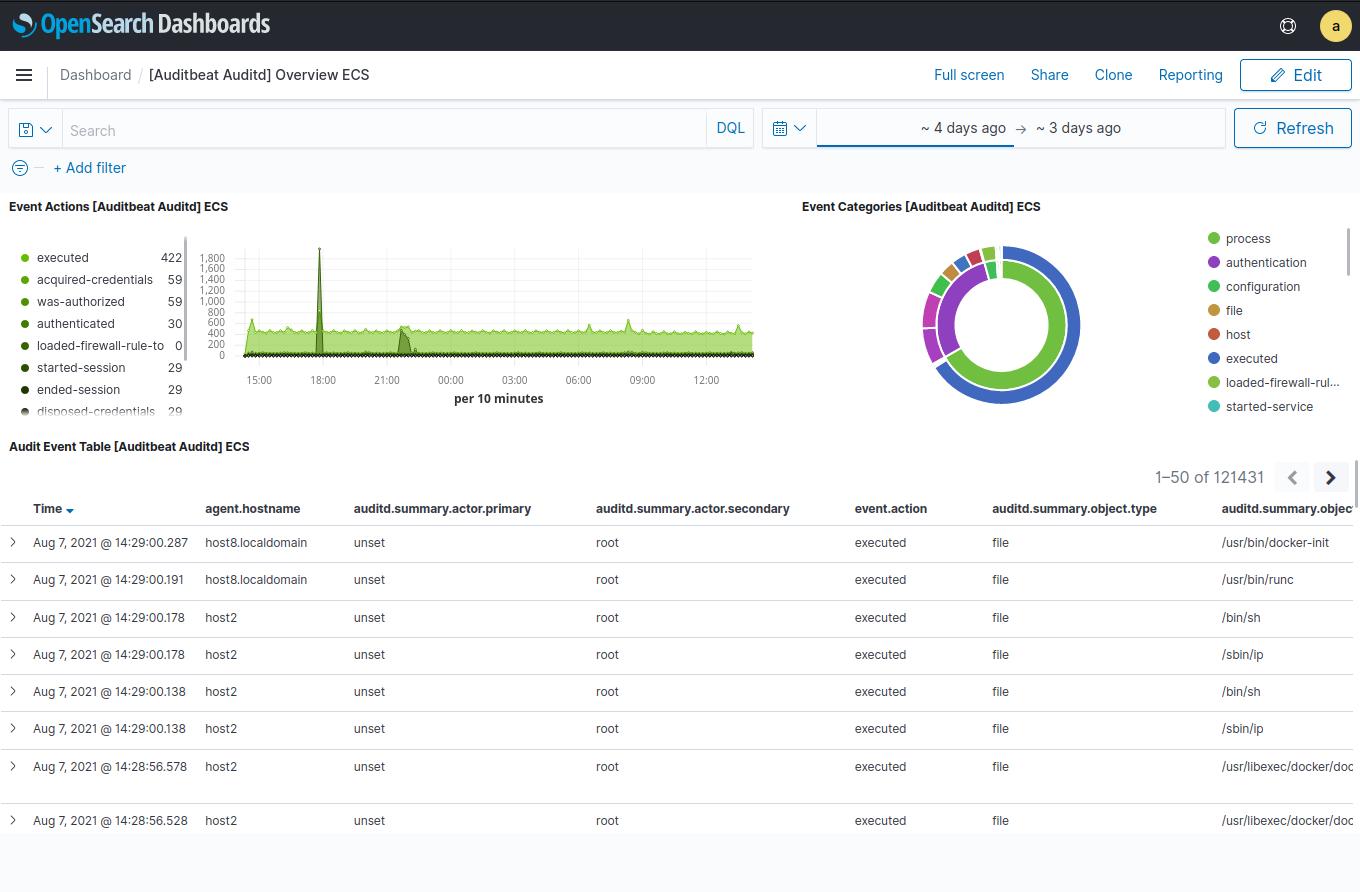 OpenSearch Dashboards
a
Dashboard / [Auditbeat Auditd] Overview ECS Full screen Share Clone Reporting Edit
Search DQL ~ 4 days ago → ~ 3 days ago Refresh
+ Add filter
Event Actions [Auditbeat Auditd] ECS
executed 422
acquired-credentials 59
was-authorized 59
authenticated 30
loaded-firewall-rule-to 0
started-session 29
ended-session 29
disposed-credentials 29
1,800
1,600
1,400
1,200
1,000
800
600
400
200
0
15:00 18:00 21:00 00:00 03:00 06:00 09:00 12:00
per 10 minutes
Event Categories [Auditbeat Auditd] ECS
process
authentication
configuration
file
host
executed
loaded-firewall-rul...
started-service
Audit Event Table [Auditbeat Auditd] ECS
1–50 of 121431
Time agent.hostname auditd.summary.actor.primary auditd.summary.actor.secondary event.action auditd.summary.object.type auditd.summary.objec
Aug 7, 2021 @ 14:29:00.287 host8.localdomain unset root executed file /usr/bin/docker-init
Aug 7, 2021 @ 14:29:00.191 host8.localdomain unset root executed file /usr/bin/runc
Aug 7, 2021 @ 14:29:00.178 host2 unset root executed file /bin/sh
Aug 7, 2021 @ 14:29:00.178 host2 unset root executed file /sbin/ip
Aug 7, 2021 @ 14:29:00.138 host2 unset root executed file /bin/sh
Aug 7, 2021 @ 14:29:00.138 host2 unset root executed file /sbin/ip
Aug 7, 2021 @ 14:28:56.578 host2 unset root executed file /usr/libexec/docker/doc
Aug 7, 2021 @ 14:28:56.528 host2 unset root executed file /usr/libexec/docker/doc